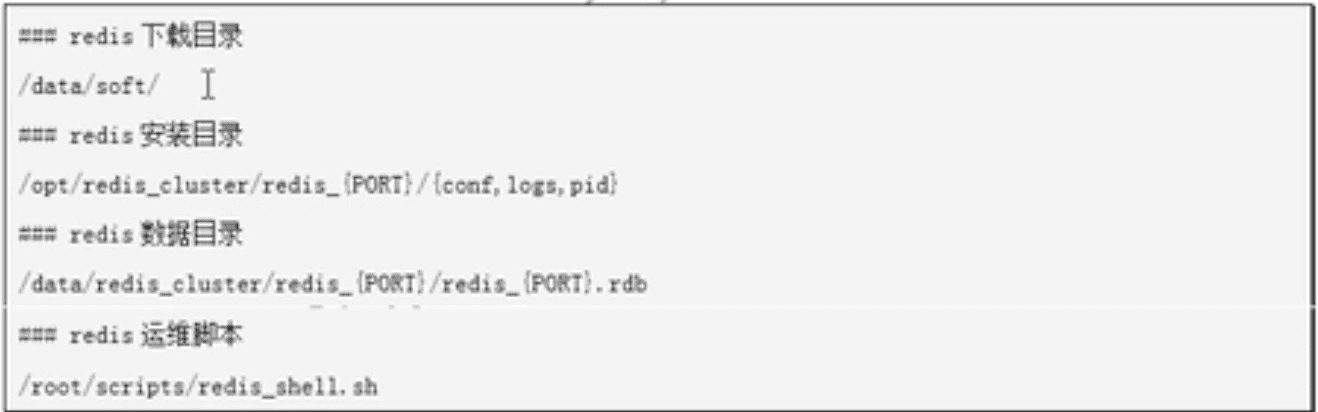 ### redis 下载目录
/data/soft/
### redis 安装目录
/opt/redis_cluster/redis_{PORT}/{conf,logs,pid}
### redis 数据目录
/data/redis_cluster/redis_{PORT}/redis_{PORT}.rdb
### redis 运维脚本
/root/scripts/redis_shell.sh